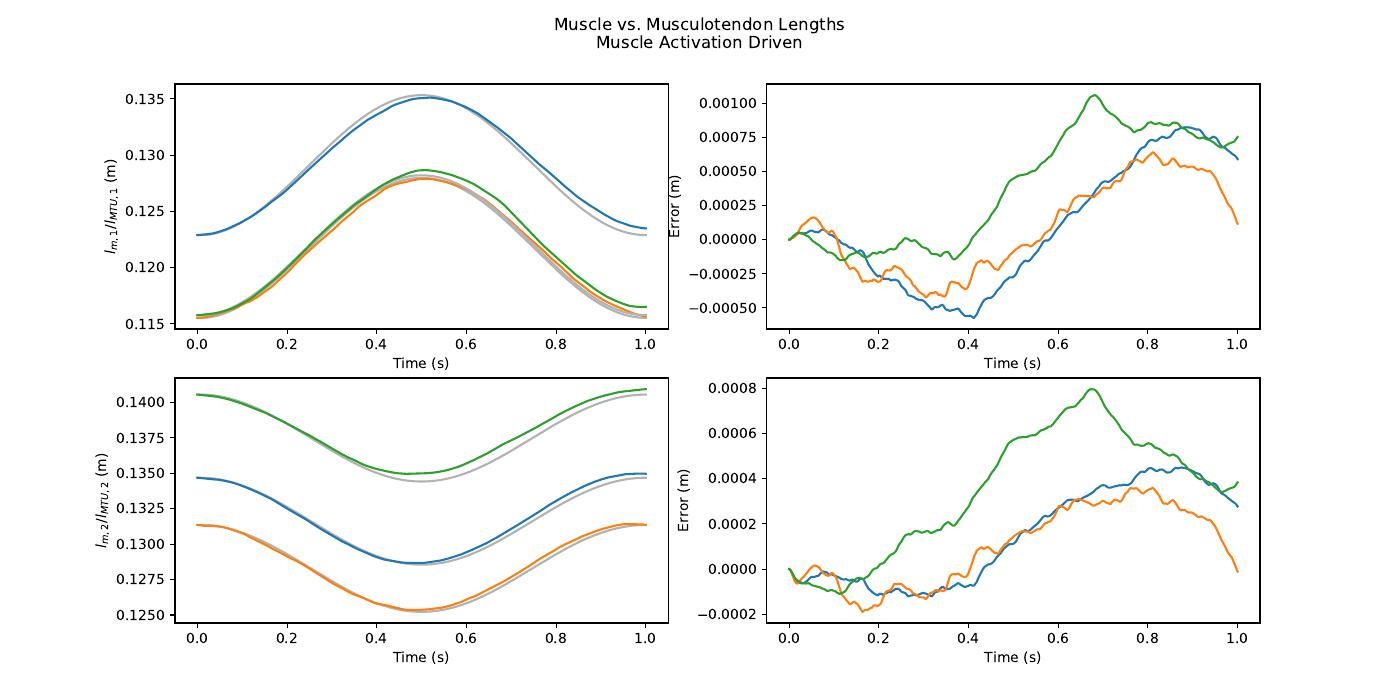 Muscle vs. Musculotendon Lengths
Muscle Activation Driven
0.135
0.130
0.125
0.120
0.115
l_{m,1}/l_{MTU,1} (m)
0.0 0.2 0.4 0.6 0.8 1.0
Time (s)
0.00100
0.00075
0.00050
0.00025
0.00000
−0.00025
−0.00050
Error (m)
0.0 0.2 0.4 0.6 0.8 1.0
Time (s)
0.1400
0.1375
0.1350
0.1325
0.1300
0.1275
0.1250
l_{m,2}/l_{MTU,2} (m)
0.0 0.2 0.4 0.6 0.8 1.0
Time (s)
0.0008
0.0006
0.0004
0.0002
0.0000
−0.0002
Error (m)
0.0 0.2 0.4 0.6 0.8 1.0
Time (s)